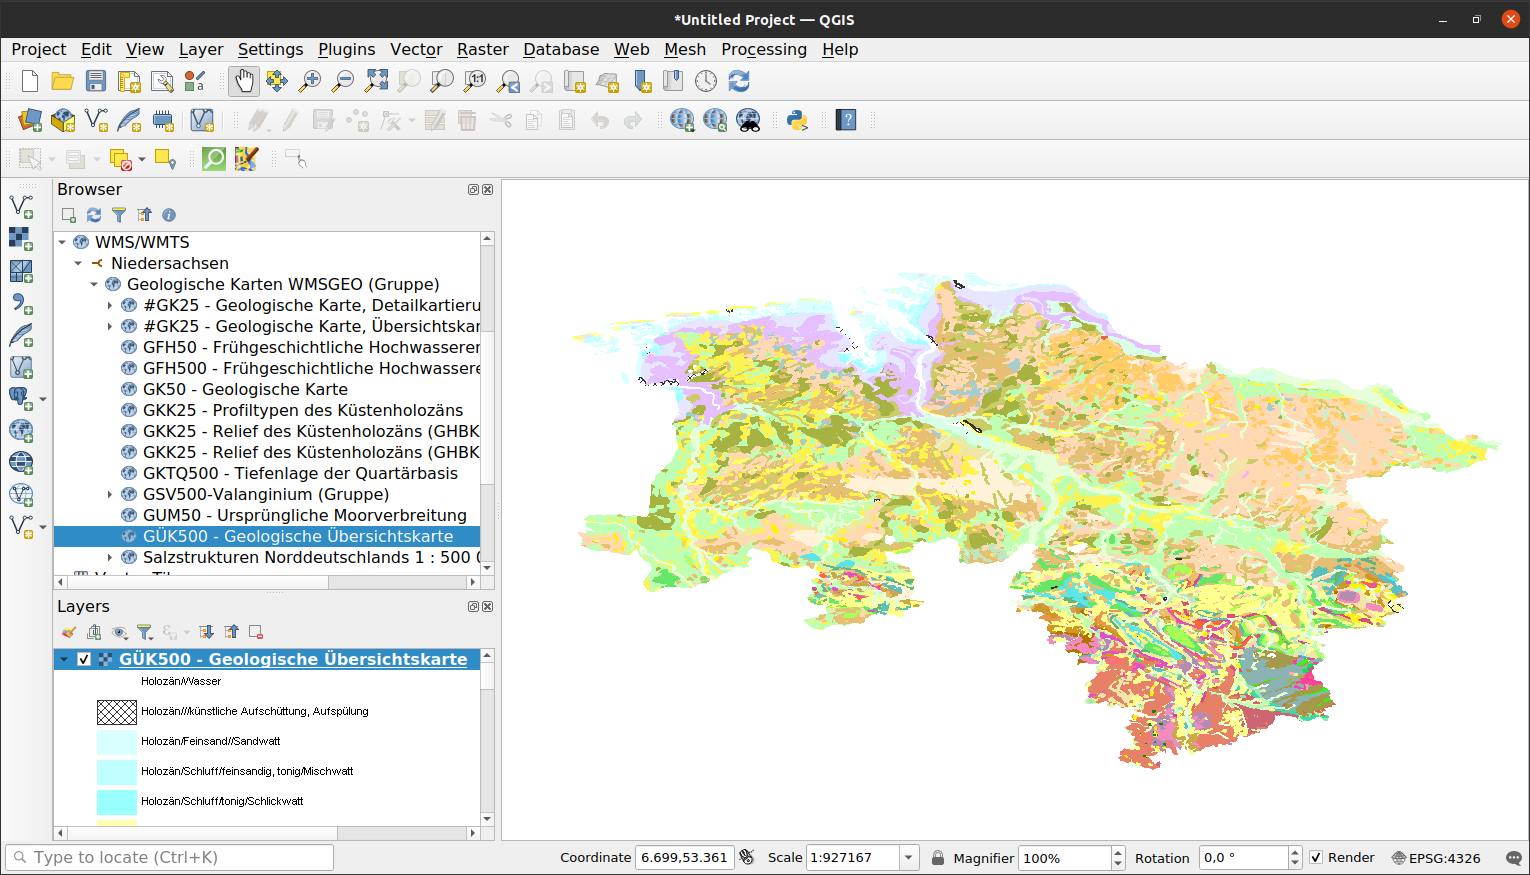 *Untitled Project — QGIS
Project Edit View Layer Settings Plugins Vector Raster Database Web Mesh Processing Help
Browser
WMS/WMTS
Niedersachsen
Geologische Karten WMSGEO (Gruppe)
#GK25 - Geologische Karte, Detailkartieru
#GK25 - Geologische Karte, Übersichtskar
GFH50 - Frühgeschichtliche Hochwasserer
GFH500 - Frühgeschichtliche Hochwassere
GK50 - Geologische Karte
GKK25 - Profiltypen des Küstenholozäns
GKK25 - Relief des Küstenholozäns (GHBK
GKK25 - Relief des Küstenholozäns (GHBK
GKTQ500 - Tiefenlage der Quartärbasis
GSV500-Valanginium (Gruppe)
GUM50 - Ursprüngliche Moorverbreitung
GÜK500 - Geologische Übersichtskarte
Salzstrukturen Norddeutschlands 1 : 500 0
Layers
GÜK500 - Geologische Übersichtskarte
Holozän/Wasser
Holozän///künstliche Aufschüttung, Aufspülung
Holozän/Feinsand//Sandwatt
Holozän/Schluff/feinsandig, tonig/Mischwatt
Holozän/Schluff/tonig/Schlickwatt
Type to locate (Ctrl+K) Coordinate 6.699,53.361 Scale 1:927167 Magnifier 100% Rotation 0,0 ° Render EPSG:4326